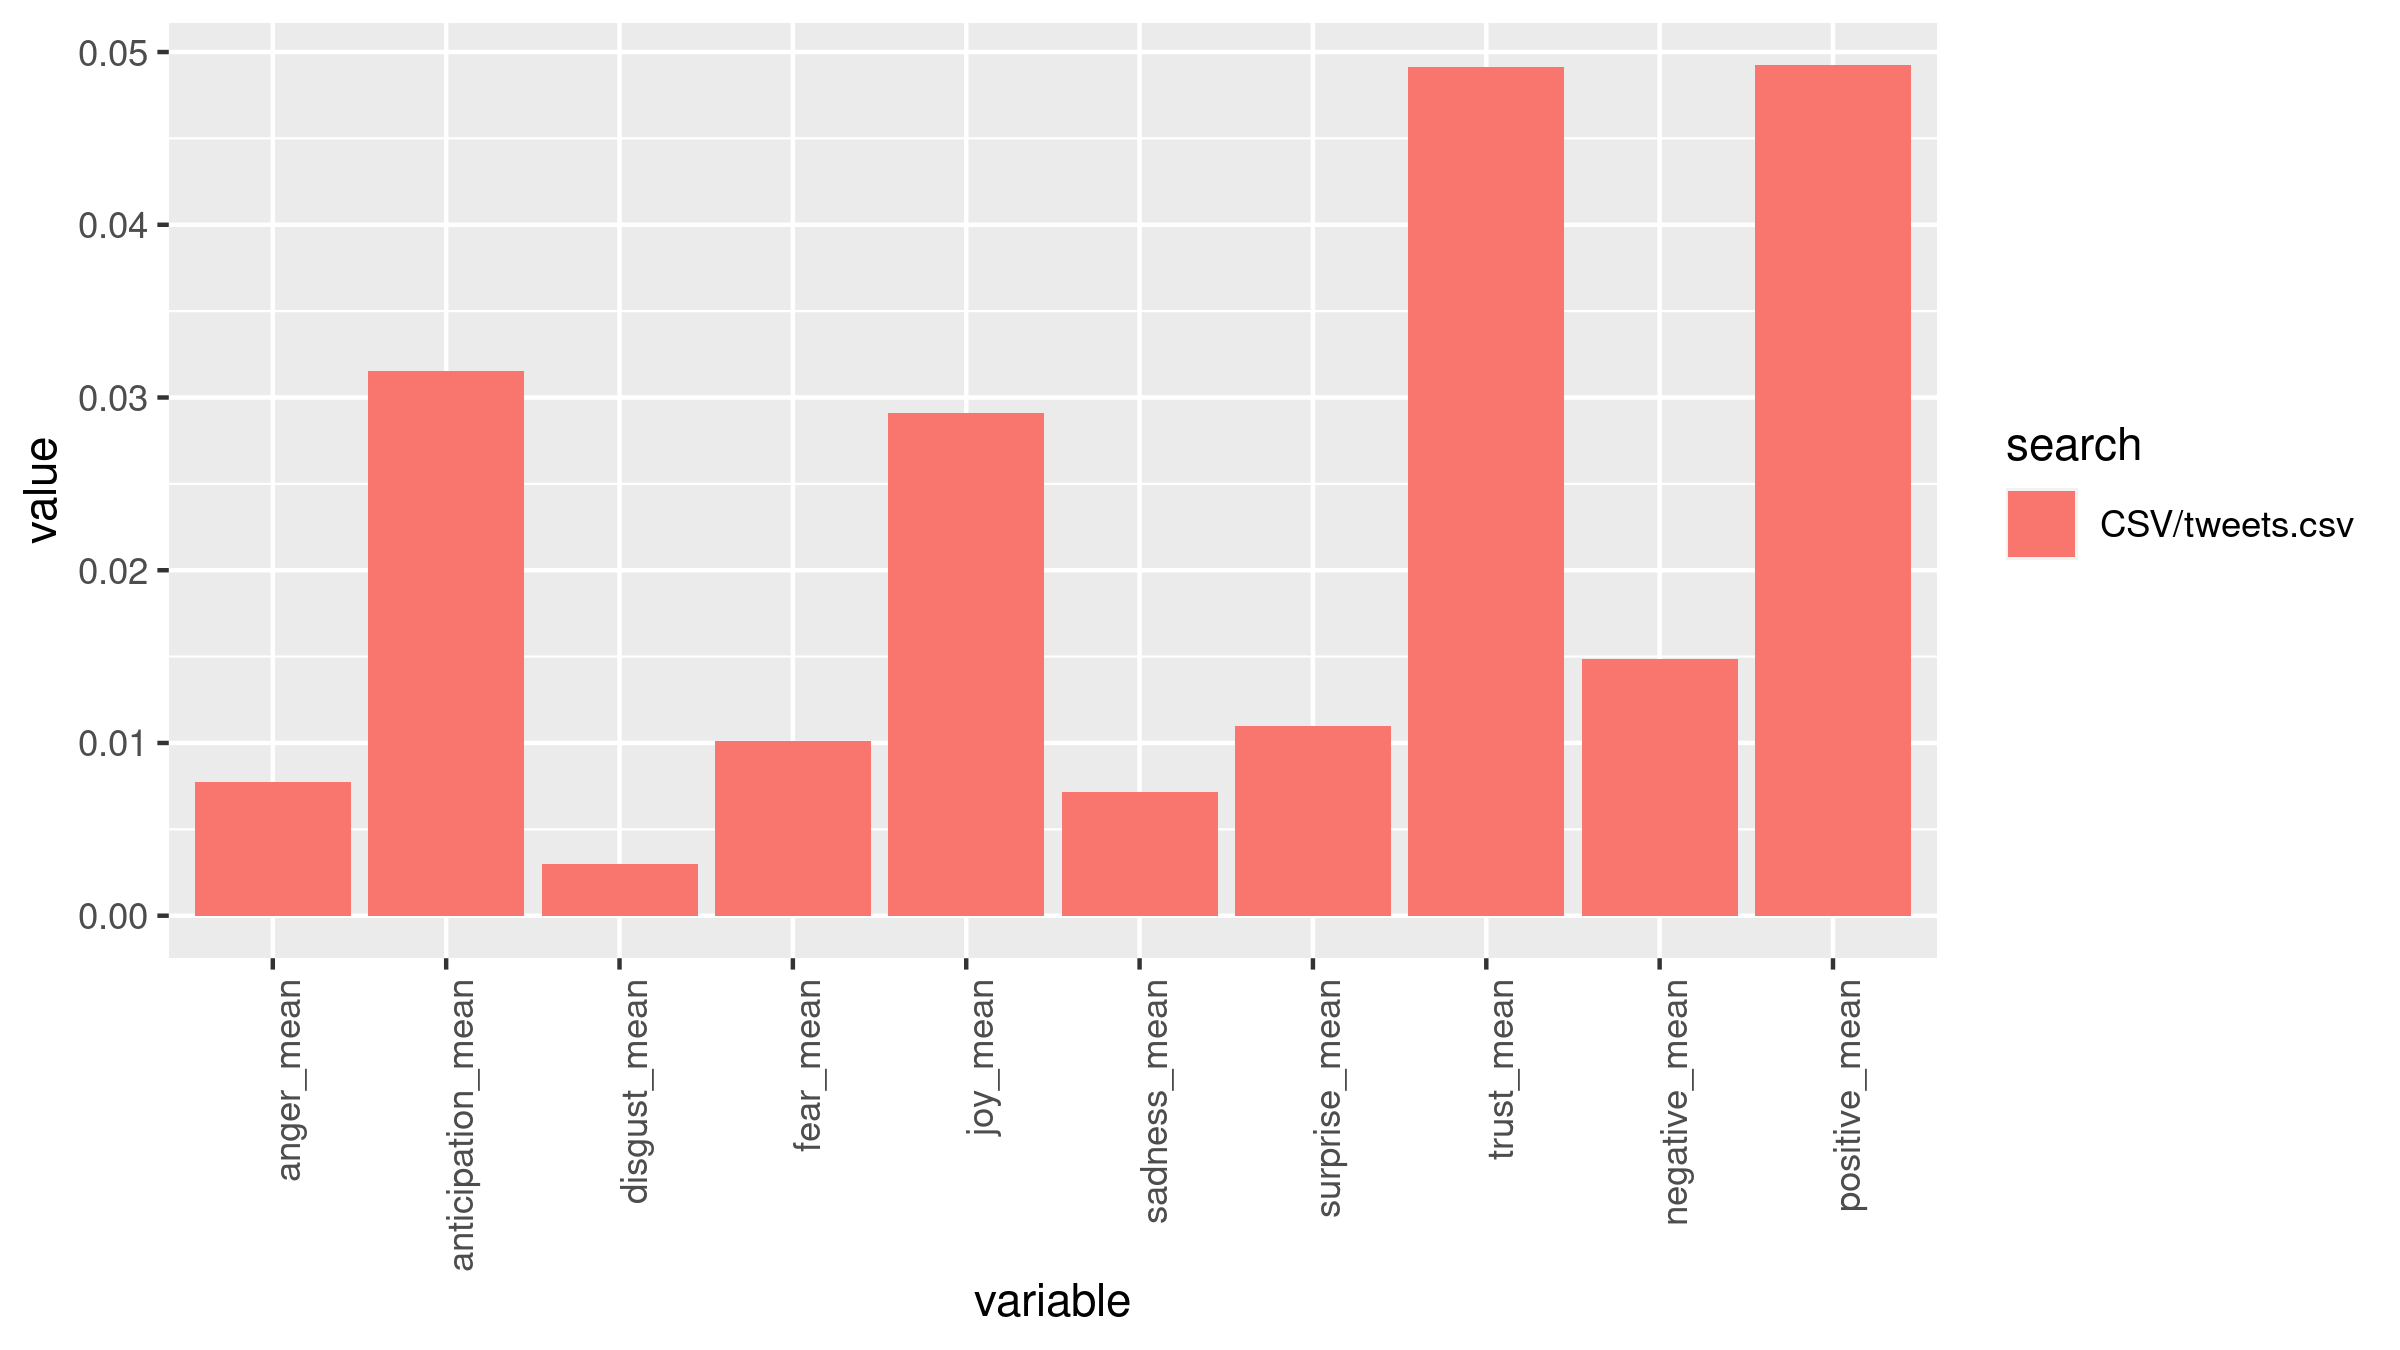 0.05
0.04
0.03
0.02
0.01
0.00
value
anger_mean
anticipation_mean
disgust_mean
fear_mean
joy_mean
sadness_mean
surprise_mean
trust_mean
negative_mean
positive_mean
variable
search
CSV/tweets.csv